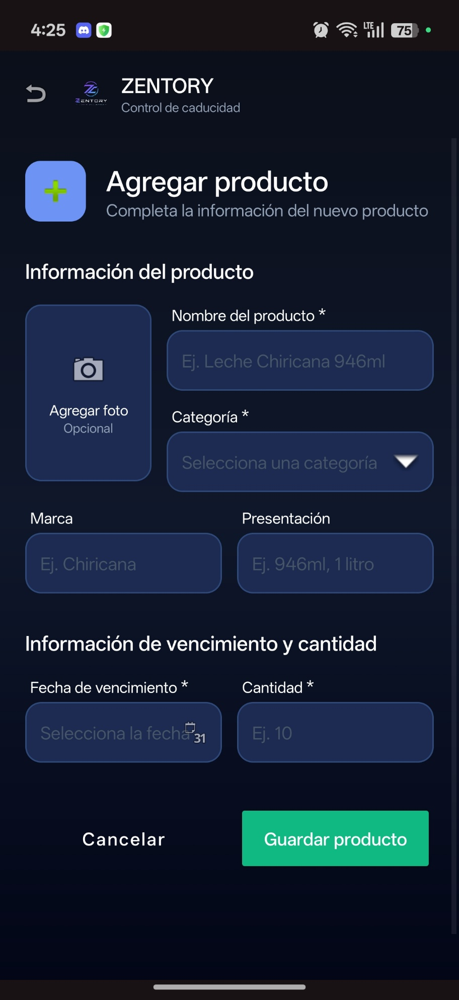 4:25
LTE
75
ZENTORY
ZENTORY
Control de caducidad
Agregar producto
Completa la información del nuevo producto
Información del producto
Agregar foto
Opcional
Nombre del producto *
Ej. Leche Chiricana 946ml
Categoría *
Selecciona una categoría
Marca
Ej. Chiricana
Presentación
Ej. 946ml, 1 litro
Información de vencimiento y cantidad
Fecha de vencimiento *
Selecciona la fecha
31
Cantidad *
Ej. 10
Cancelar
Guardar producto